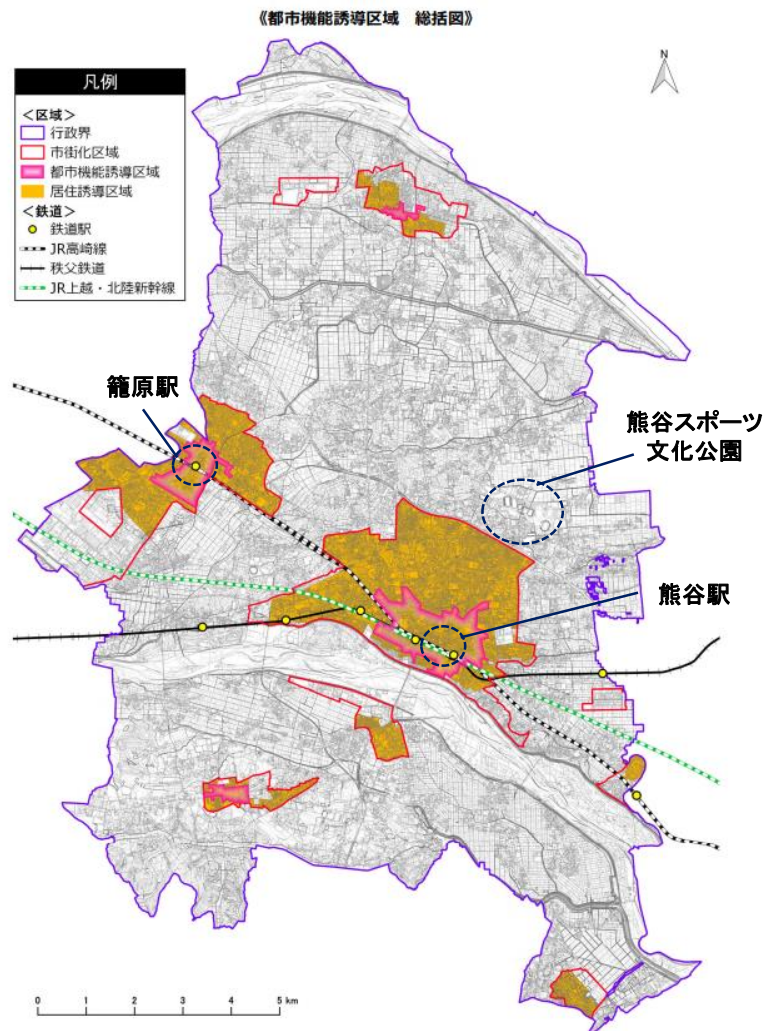 《都市機能誘導区域 総括図》
N
凡例
＜区域＞
行政界
市街化区域
都市機能誘導区域
居住誘導区域
＜鉄道＞
鉄道駅
JR高崎線
秩父鉄道
JR上越・北陸新幹線
籠原駅
熊谷スポーツ
文化公園
熊谷駅
0 1 2 3 4 5 km